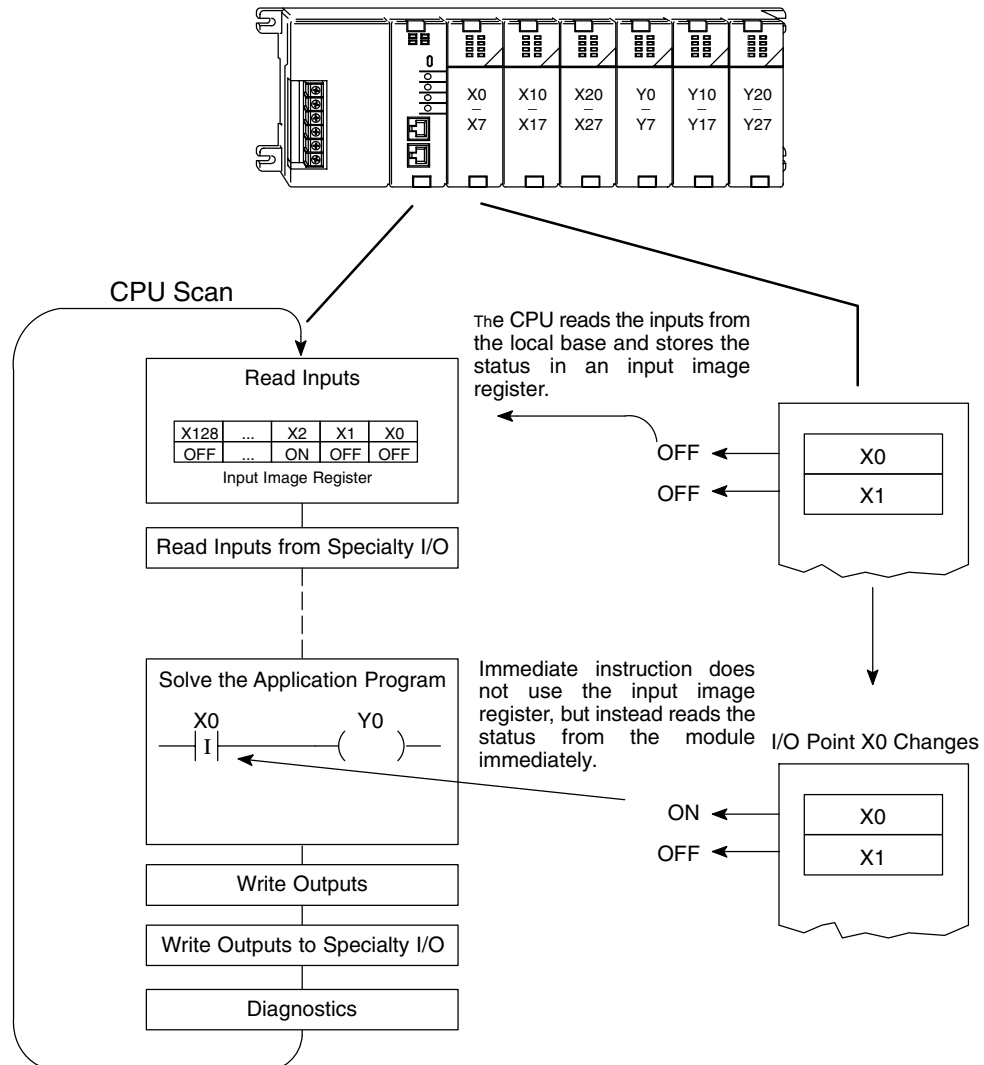 X0 X10 X20 Y0 Y10 Y20
X7 X17 X27 Y7 Y17 Y27
CPU Scan
The CPU reads the inputs from
the local base and stores the
status in an input image
register.
Read Inputs
X128 ... X2 X1 X0
OFF ... ON OFF OFF
Input Image Register
OFF
OFF
X0
X1
Read Inputs from Specialty I/O
Solve the Application Program
X0 Y0
I
Immediate instruction does
not use the input image
register, but instead reads the
status from the module
immediately.
I/O Point X0 Changes
ON
OFF
X0
X1
Write Outputs
Write Outputs to Specialty I/O
Diagnostics